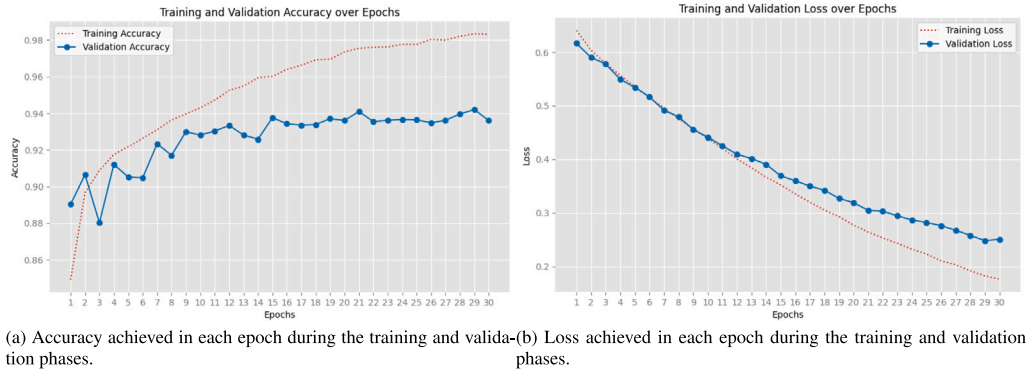 Training and Validation Accuracy over Epochs
Training Accuracy
Validation Accuracy
Accuracy
0.98
0.96
0.94
0.92
0.90
0.88
0.86
1 2 3 4 5 6 7 8 9 10 11 12 13 14 15 16 17 18 19 20 21 22 23 24 25 26 27 28 29 30
Epochs
(a) Accuracy achieved in each epoch during the training and valida-
tion phases.
Training and Validation Loss over Epochs
Training Loss
Validation Loss
Loss
0.6
0.5
0.4
0.3
0.2
1 2 3 4 5 6 7 8 9 10 11 12 13 14 15 16 17 18 19 20 21 22 23 24 25 26 27 28 29 30
Epochs
(b) Loss achieved in each epoch during the training and validation
phases.